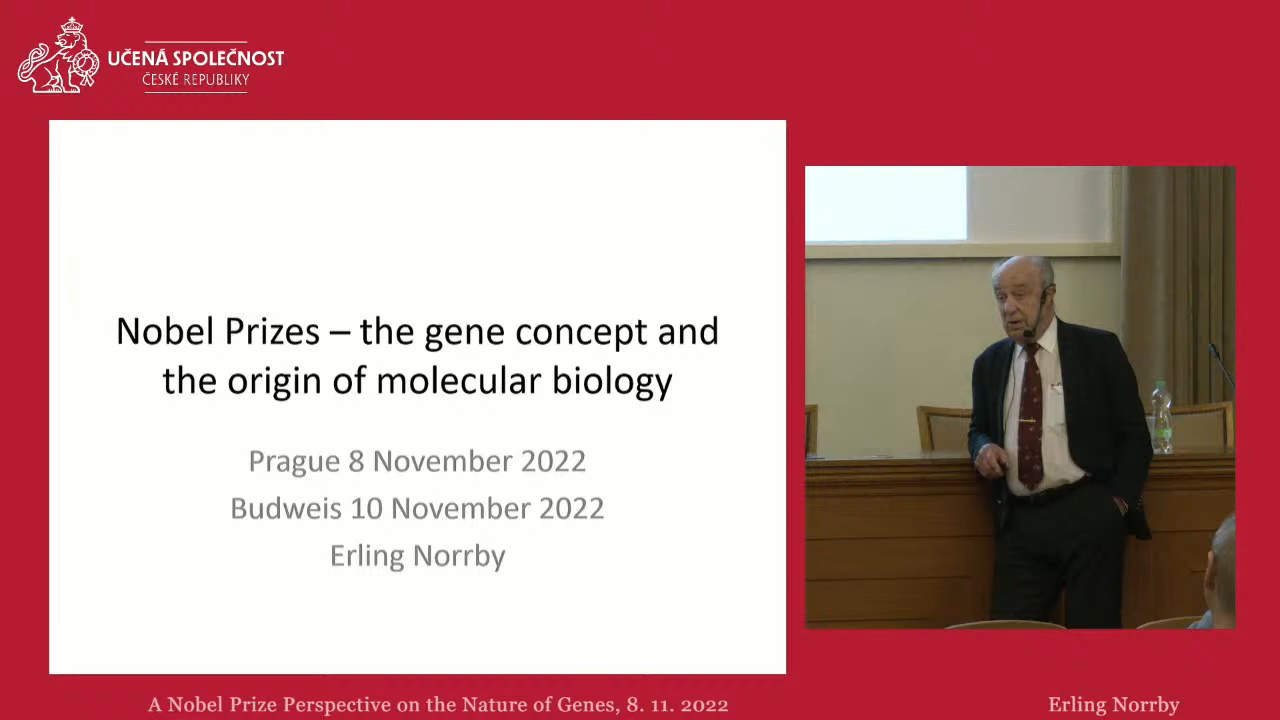 UČENÁ SPOLEČNOST
ČESKÉ REPUBLIKY
Nobel Prizes – the gene concept and
the origin of molecular biology
Prague 8 November 2022
Budweis 10 November 2022
Erling Norrby
A Nobel Prize Perspective on the Nature of Genes, 8. 11. 2022
Erling Norrby